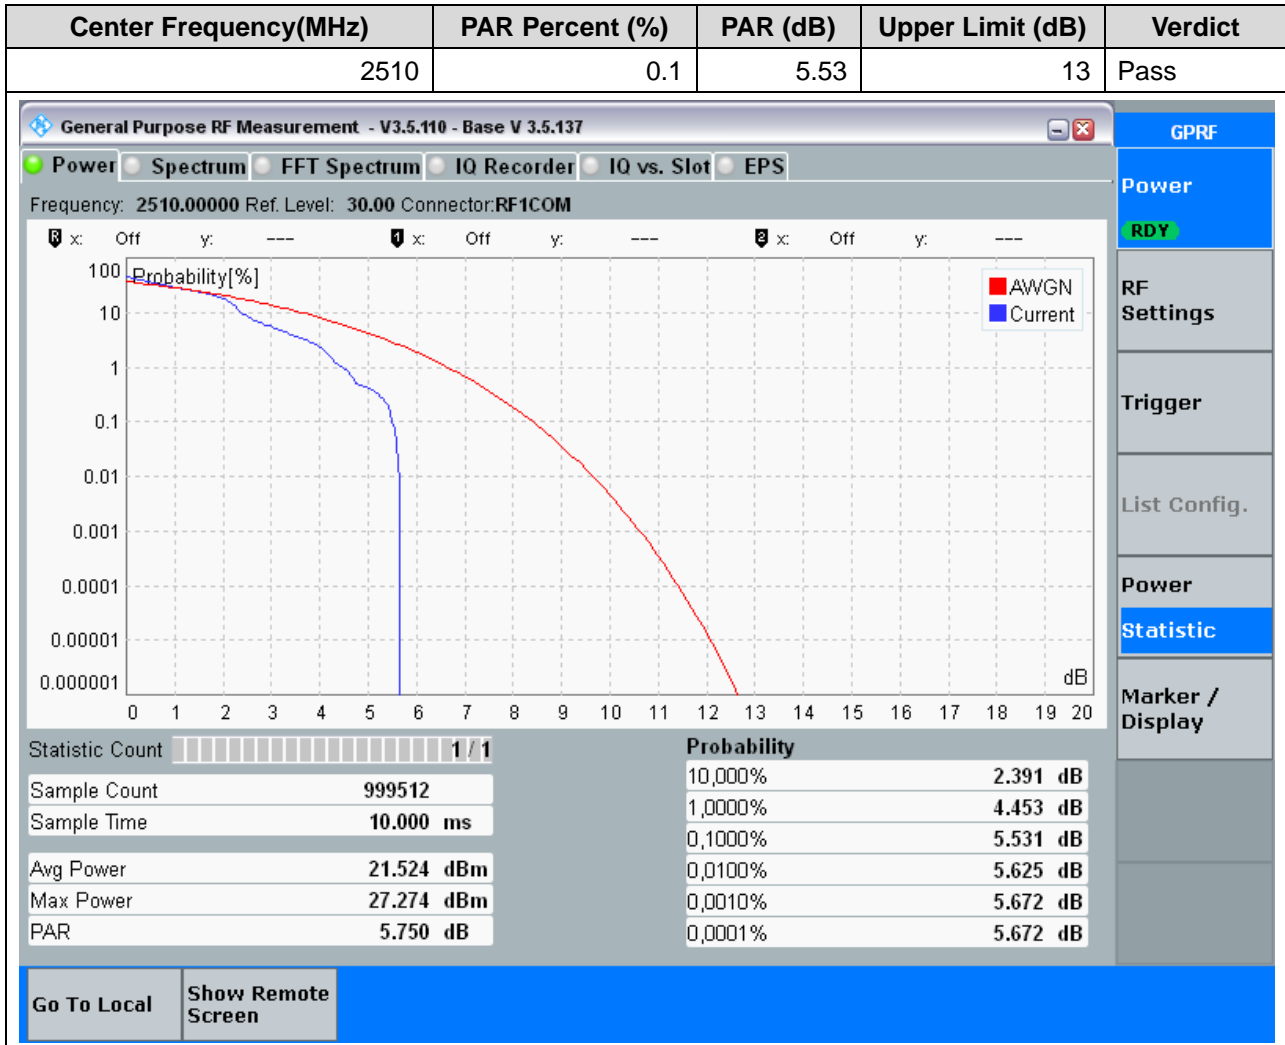 Center Frequency(MHz) PAR Percent (%) PAR (dB) Upper Limit (dB) Verdict
2510 0.1 5.53 13 Pass
General Purpose RF Measurement - V3.5.110 - Base V 3.5.137
GPRF
Power Spectrum FFT Spectrum IQ Recorder IQ vs. Slot EPS
Power
RDY
Frequency: 2510.00000 Ref. Level: 30.00 Connector:RF1COM
R x: Off y: --- 1 x: Off y: --- 2 x: Off y: ---
Probability[%]
AWGN
Current
100
10
1
0.1
0.01
0.001
0.0001
0.00001
0.000001
dB
0 1 2 3 4 5 6 7 8 9 10 11 12 13 14 15 16 17 18 19 20
RF
Settings
Trigger
List Config.
Power
Statistic
Marker /
Display
Statistic Count 1 / 1
Sample Count 999512
Sample Time 10.000 ms
Avg Power 21.524 dBm
Max Power 27.274 dBm
PAR 5.750 dB
Probability
10,000% 2.391 dB
1,0000% 4.453 dB
0,1000% 5.531 dB
0,0100% 5.625 dB
0,0010% 5.672 dB
0,0001% 5.672 dB
Go To Local
Show Remote
Screen